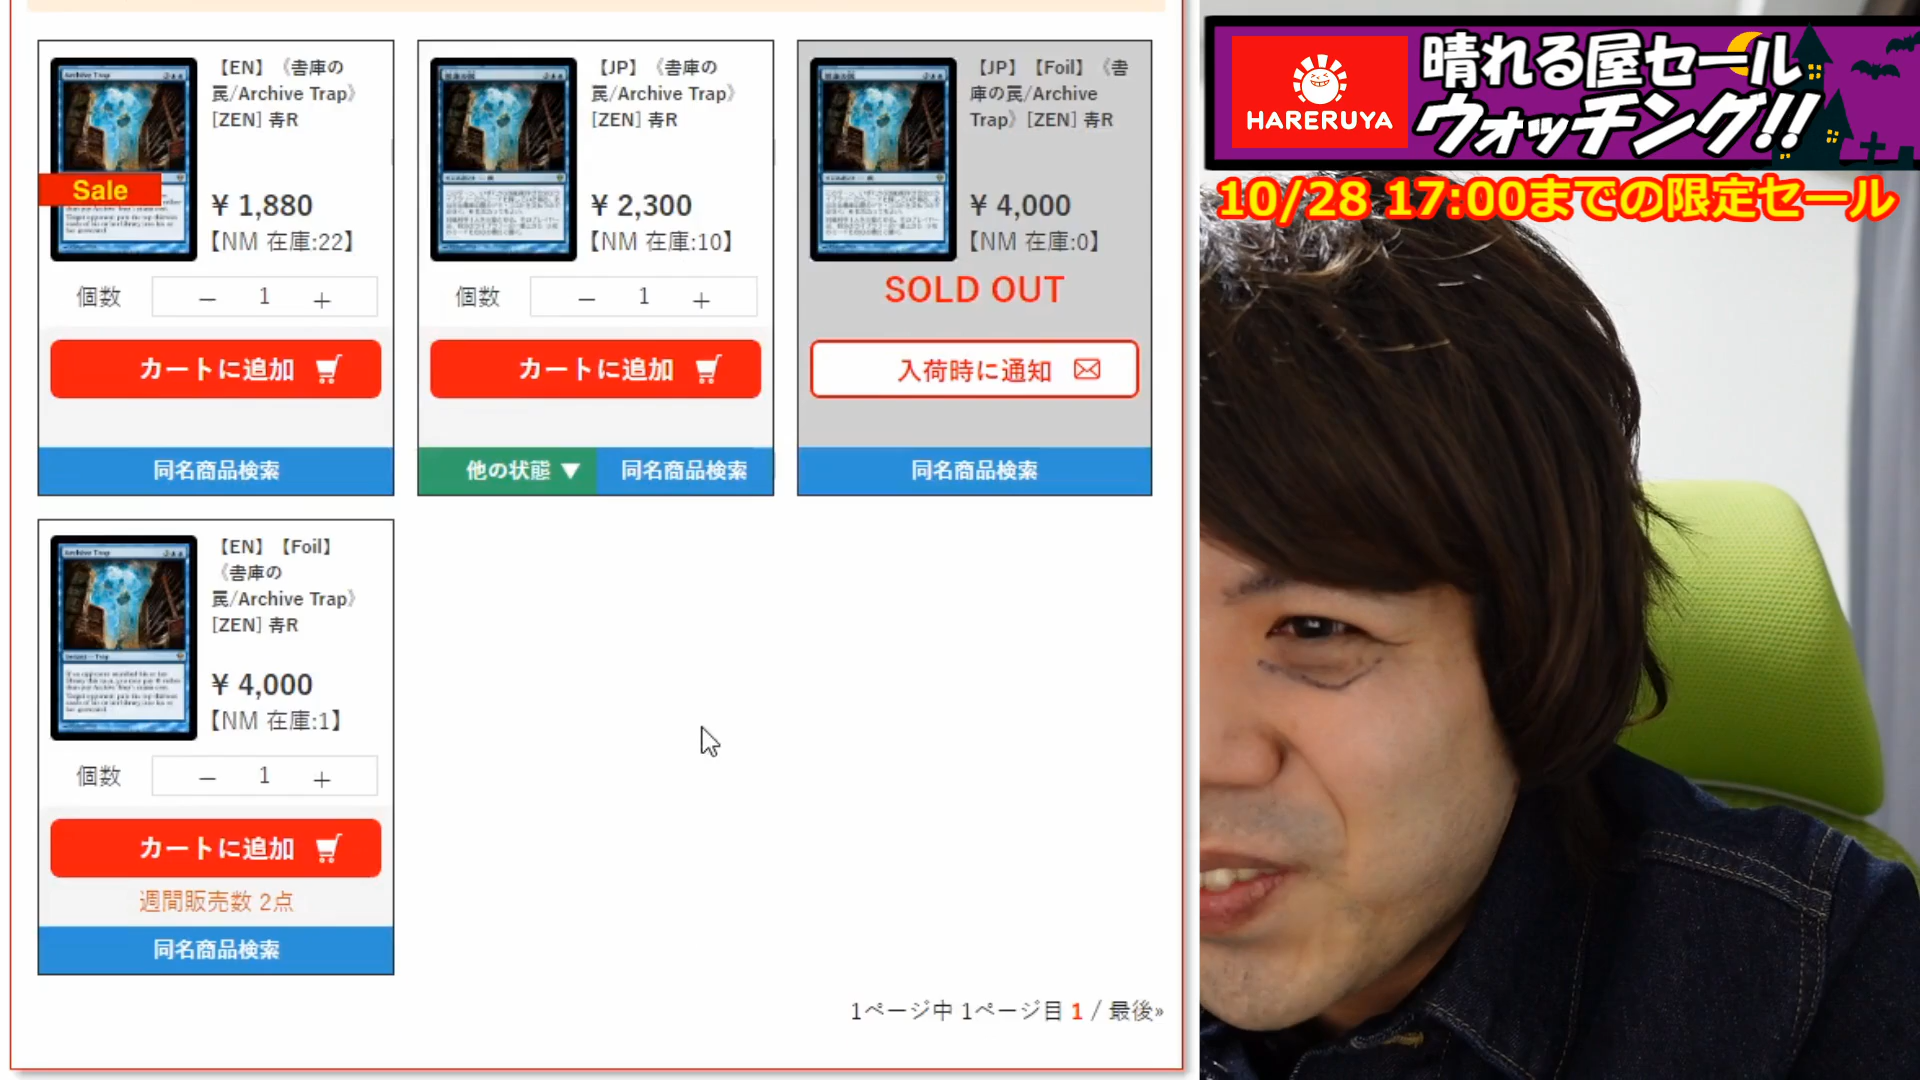 【EN】《書庫の
罠/Archive Trap》
[ZEN] 青R
Archive Trap
Sale
¥ 1,880
【NM 在庫:22】
個数
— 1 +
カートに追加
同名商品検索
【JP】《書庫の
罠/Archive Trap》
[ZEN] 青R
¥ 2,300
【NM 在庫:10】
個数
— 1 +
カートに追加
他の状態 ▼
同名商品検索
【JP】【Foil】《書
庫の罠/Archive
Trap》[ZEN] 青R
¥ 4,000
【NM 在庫:0】
SOLD OUT
入荷時に通知
同名商品検索
【EN】【Foil】
《書庫の
罠/Archive Trap》
[ZEN] 青R
Archive Trap
¥ 4,000
【NM 在庫:1】
個数
— 1 +
カートに追加
週間販売数 2点
同名商品検索
1ページ中 1ページ目 1 / 最後»
HARERUYA
晴れる屋セール
ウォッチング!!
10/28 17:00までの限定セール